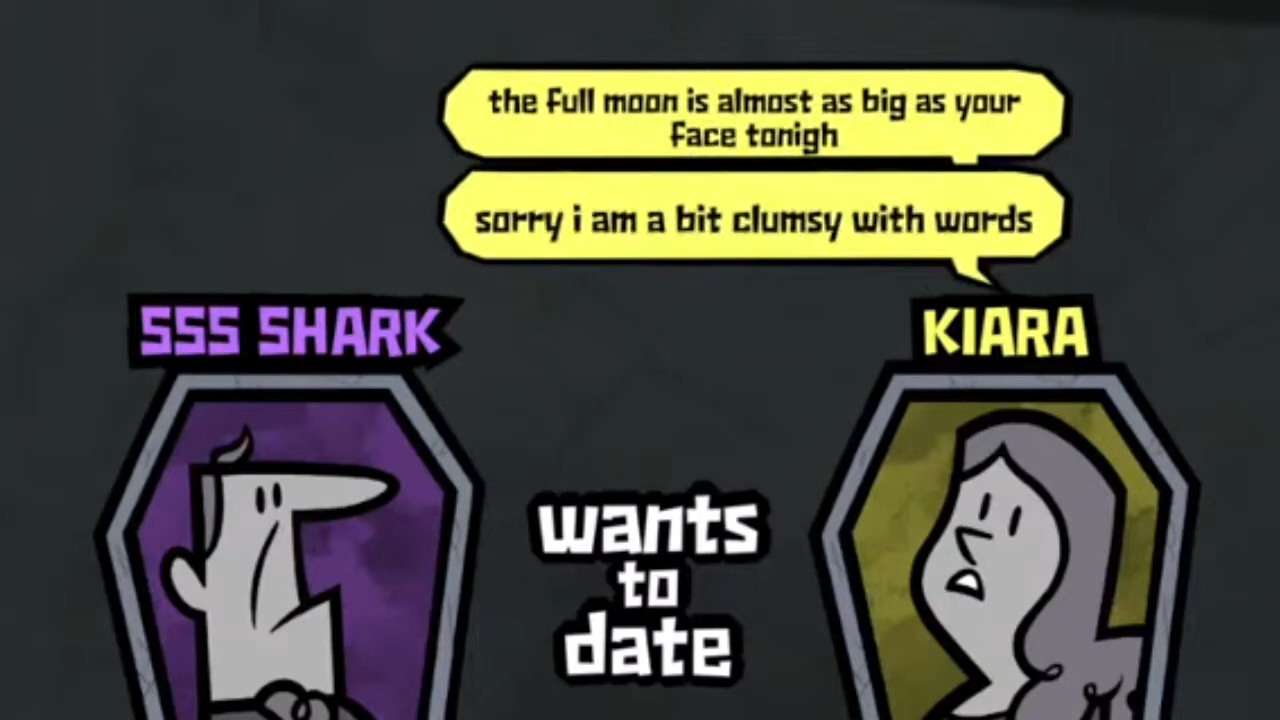 the full moon is almost as big as your
face tonigh
sorry i am a bit clumsy with words
SSS SHARK
KIARA
wants
to
date